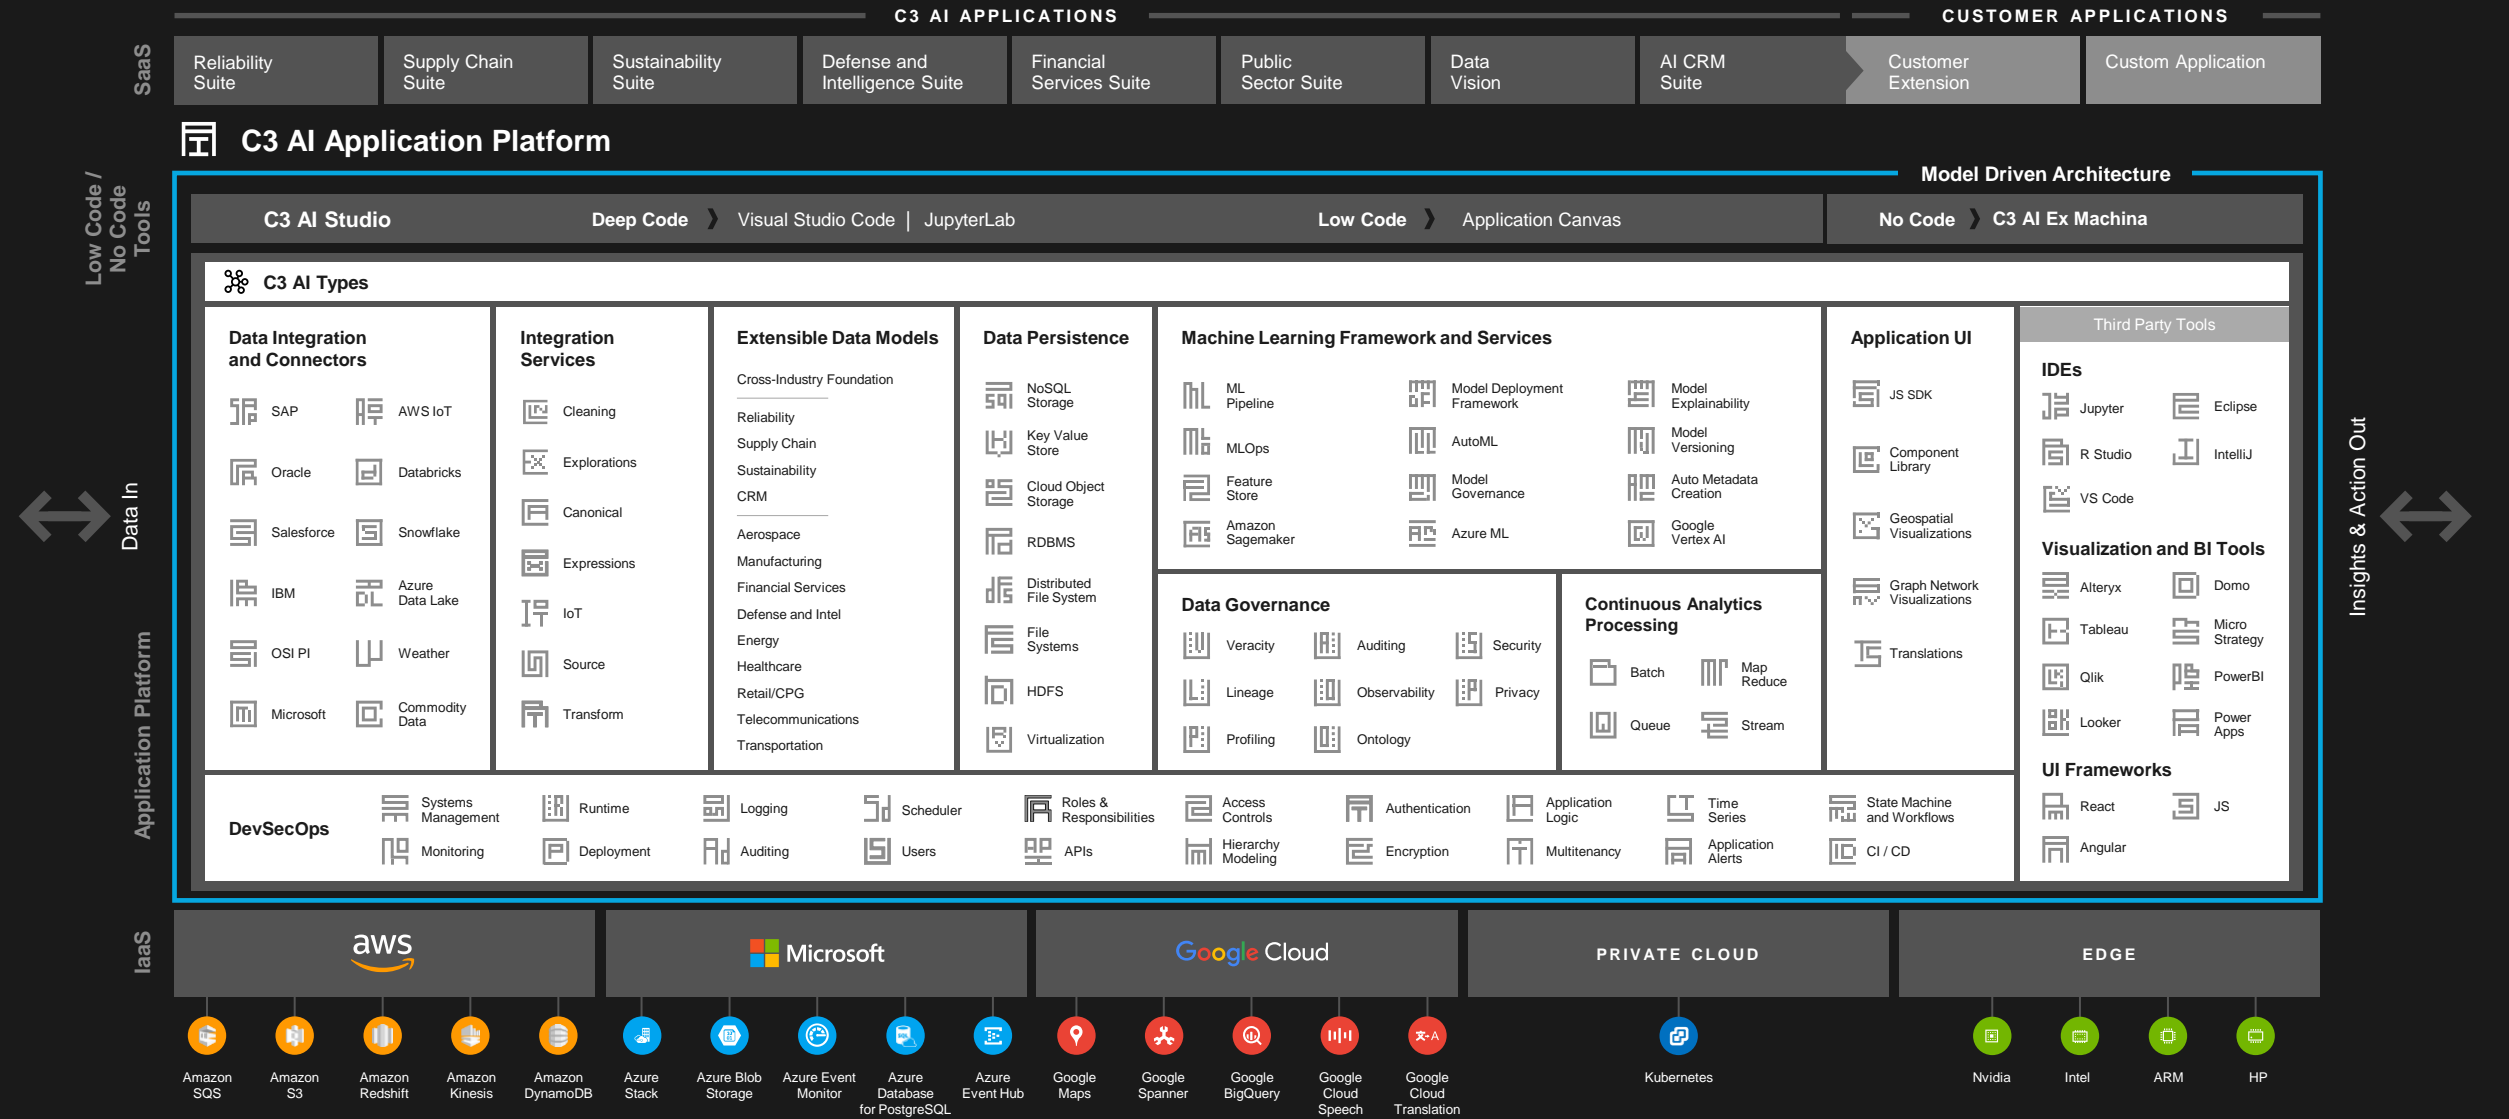 C3 AI APPLICATIONS
CUSTOMER APPLICATIONS
SaaS
Reliability
Suite
Supply Chain
Suite
Sustainability
Suite
Defense and
Intelligence Suite
Financial
Services Suite
Public
Sector Suite
Data
Vision
AI CRM
Suite
Customer
Extension
Custom Application
C3 AI Application Platform
Model Driven Architecture
Low Code /
No Code
Tools
C3 AI Studio
Deep Code
Visual Studio Code | JupyterLab
Low Code
Application Canvas
No Code
C3 AI Ex Machina
C3 AI Types
Data In
Application Platform
Data Integration
and Connectors
SAP
AWS IoT
Oracle
Databricks
Salesforce
Snowflake
IBM
Azure
Data Lake
OSI PI
Weather
Microsoft
Commodity
Data
Integration
Services
Cleaning
Explorations
Canonical
Expressions
IoT
Source
Transform
Extensible Data Models
Cross-Industry Foundation
Reliability
Supply Chain
Sustainability
CRM
Aerospace
Manufacturing
Financial Services
Defense and Intel
Energy
Healthcare
Retail/CPG
Telecommunications
Transportation
Data Persistence
NoSQL
Storage
Key Value
Store
Cloud Object
Storage
RDBMS
Distributed
File System
File
Systems
HDFS
Virtualization
Machine Learning Framework and Services
ML
Pipeline
Model Deployment
Framework
Model
Explainability
MLOps
AutoML
Model
Versioning
Feature
Store
Model
Governance
Auto Metadata
Creation
Amazon
Sagemaker
Azure ML
Google
Vertex AI
Data Governance
Veracity
Auditing
Security
Lineage
Observability
Privacy
Profiling
Ontology
Continuous Analytics
Processing
Batch
Map
Reduce
Queue
Stream
Application UI
JS SDK
Component
Library
Geospatial
Visualizations
Graph Network
Visualizations
Translations
Third Party Tools
IDEs
Jupyter
Eclipse
R Studio
IntelliJ
VS Code
Visualization and BI Tools
Alteryx
Domo
Tableau
Micro
Strategy
Qlik
PowerBI
Looker
Power
Apps
UI Frameworks
React
JS
Angular
Insights & Action Out
DevSecOps
Systems
Management
Runtime
Logging
Scheduler
Roles &
Responsibilities
Access
Controls
Authentication
Application
Logic
Time
Series
State Machine
and Workflows
Monitoring
Deployment
Auditing
Users
APIs
Hierarchy
Modeling
Encryption
Multitenancy
Application
Alerts
CI / CD
IaaS
aws
Microsoft
Google Cloud
PRIVATE CLOUD
EDGE
Amazon
SQS
Amazon
S3
Amazon
Redshift
Amazon
Kinesis
Amazon
DynamoDB
Azure
Stack
Azure Blob
Storage
Azure Event
Monitor
Azure
Database
for PostgreSQL
Azure
Event Hub
Google
Maps
Google
Spanner
Google
BigQuery
Google
Cloud
Speech
Google
Cloud
Translation
Kubernetes
Nvidia
Intel
ARM
HP